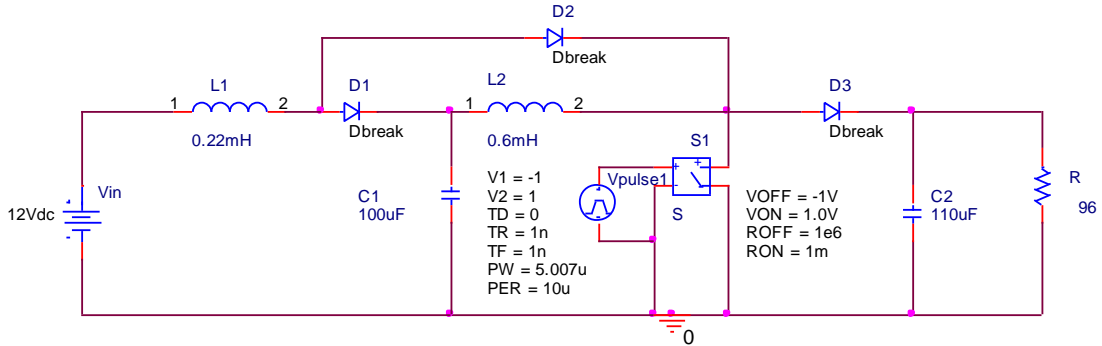 D2
Dbreak
L1
1
2
0.22mH
D1
Dbreak
L2
1
2
0.6mH
D3
Dbreak
S1
Vin
12Vdc
C1
100uF
V1 = -1
V2 = 1
TD = 0
TR = 1n
TF = 1n
PW = 5.007u
PER = 10u
Vpulse1
+
-
+
-
S
VOFF = -1V
VON = 1.0V
ROFF = 1e6
RON = 1m
C2
110uF
R
96
0